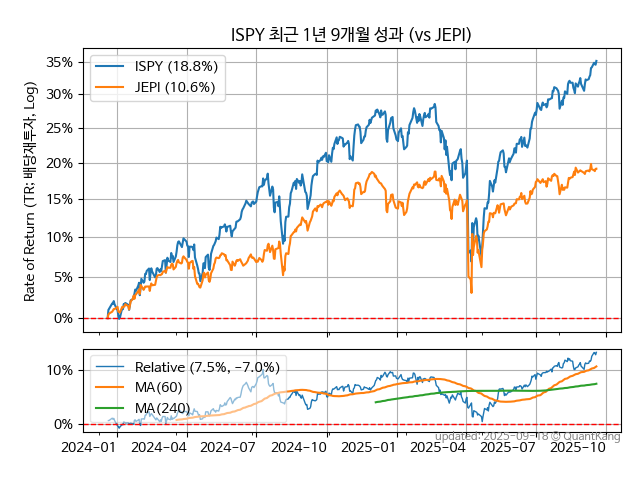 ISPY 최근 1년 9개월 성과 (vs JEPI)
Rate of Return (TR: 배당재투자, Log)
35%
30%
25%
20%
15%
10%
5%
0%
ISPY (18.8%)
JEPI (10.6%)
10%
0%
Relative (7.5%, −7.0%)
MA(60)
MA(240)
2024−01 2024−04 2024−07 2024−10 2025−01 2025−04 2025−07 2025−10
updated: 2025−09−18 © QuantKang